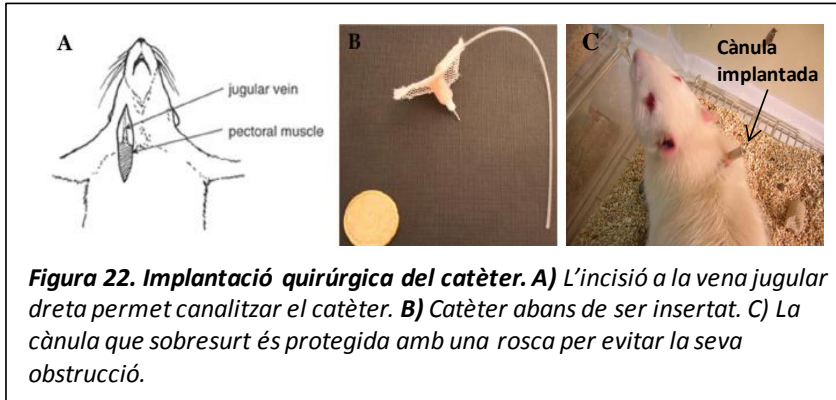 A
jugular vein
pectoral muscle
B
C
Cànula
implantada
Figura 22. Implantació quirúrgica del catèter. A) L'incisió a la vena jugular
dreta permet canalitzar el catèter. B) Catèter abans de ser insertat. C) La
cànula que sobresurt és protegida amb una rosca per evitar la seva
obstrucció.